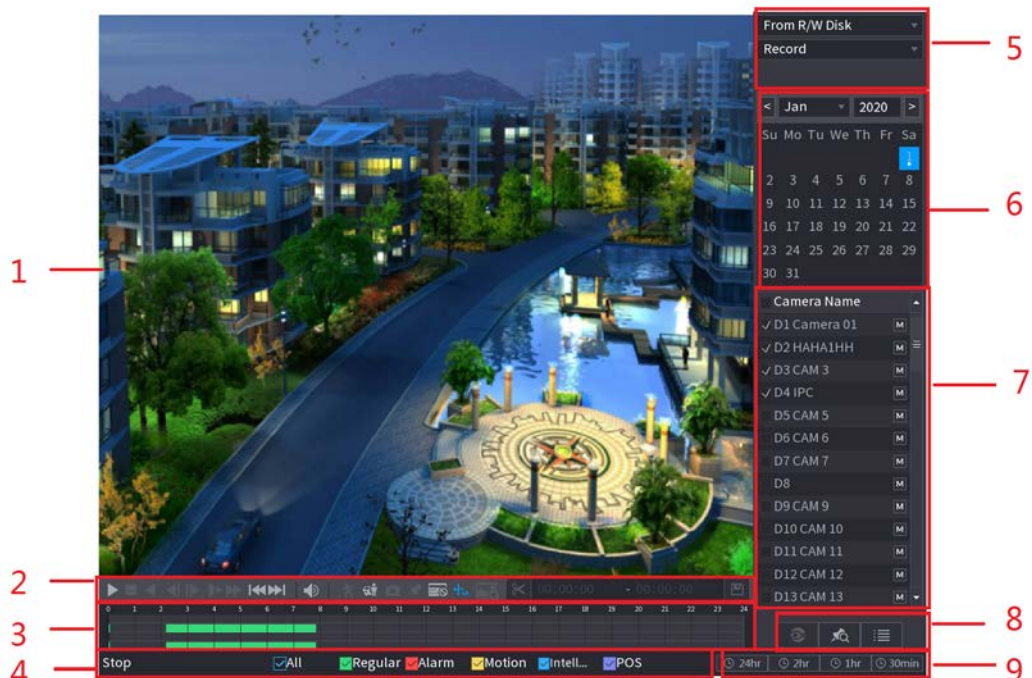 From R/W Disk
Record
< Jan 2020 >
Su Mo Tu We Th Fr Sa
1
2 3 4 5 6 7 8
9 10 11 12 13 14 15
16 17 18 19 20 21 22
23 24 25 26 27 28 29
30 31
Camera Name
D1 Camera 01 M
D2 HAHA1HH M
D3 CAM 3 M
D4 IPC M
D5 CAM 5 M
D6 CAM 6 M
D7 CAM 7 M
D8 M
D9 CAM 9 M
D10 CAM 10 M
D11 CAM 11 M
D12 CAM 12 M
D13 CAM 13 M
00:00:00 - 00:00:00
0 1 2 3 4 5 6 7 8 9 10 11 12 13 14 15 16 17 18 19 20 21 22 23 24
Stop All Regular Alarm Motion Intell... POS
24hr 2hr 1hr 30min
1
2
3
4
5
6
7
8
9